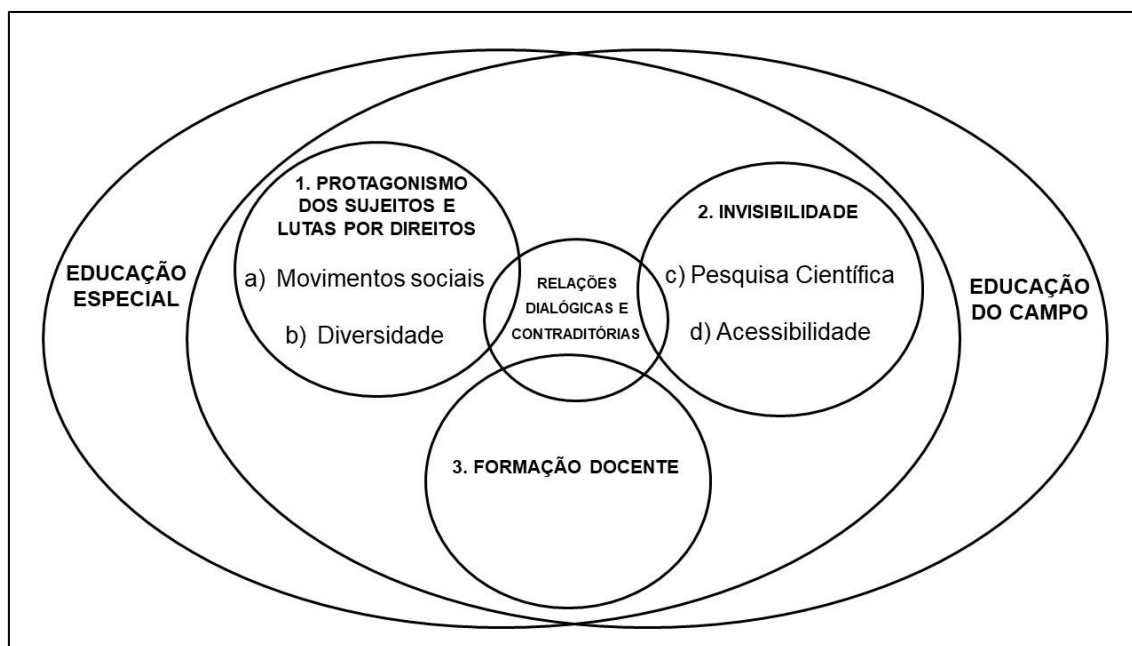 EDUCAÇÃO
ESPECIAL
1. PROTAGONISMO
DOS SUJEITOS E
LUTAS POR DIREITOS
a) Movimentos sociais
b) Diversidade
RELAÇÕES
DIALÓGICAS E
CONTRADITÓRIAS
2. INVISIBILIDADE
c) Pesquisa Científica
d) Acessibilidade
3. FORMAÇÃO DOCENTE
EDUCAÇÃO
DO CAMPO